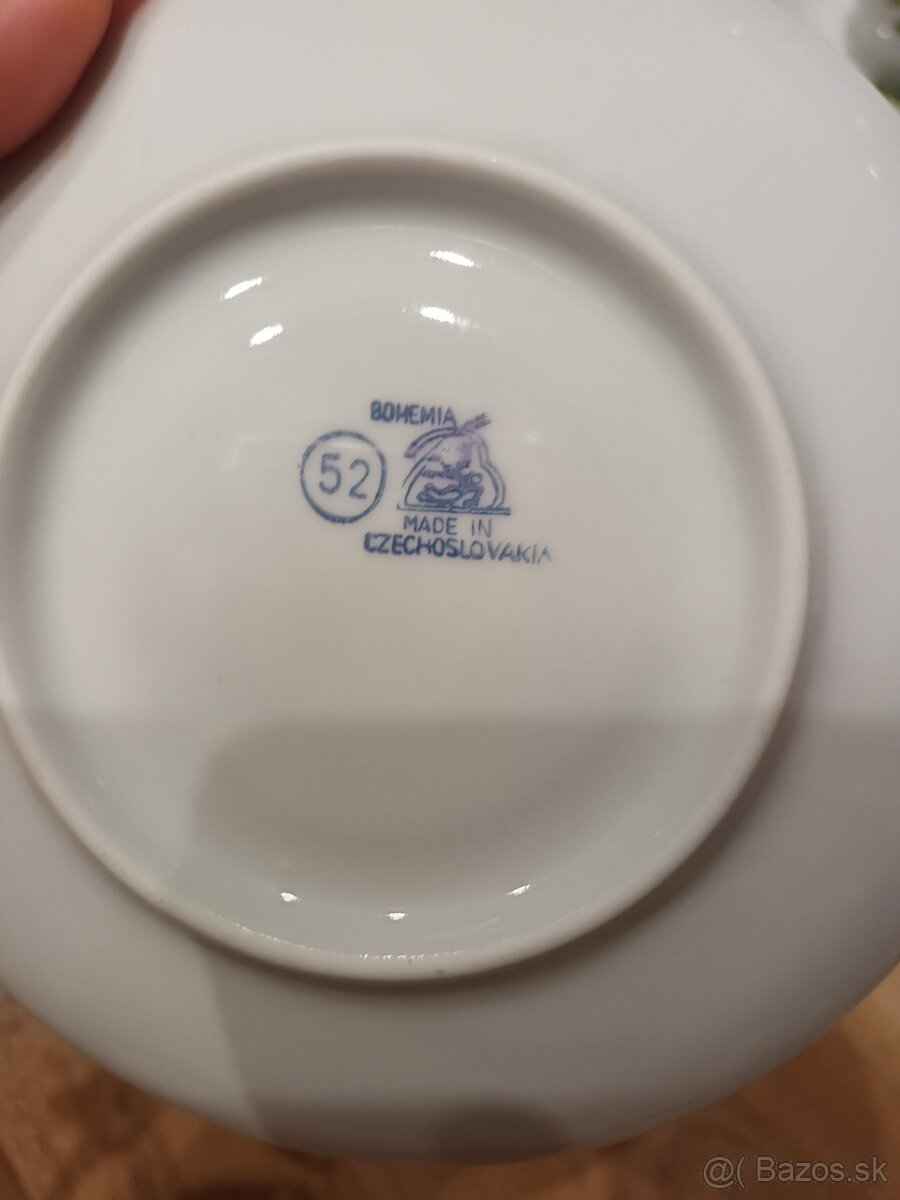 BOHEMIA
52
MADE IN
CZECHOSLOVAKIA
@( Bazos.sk